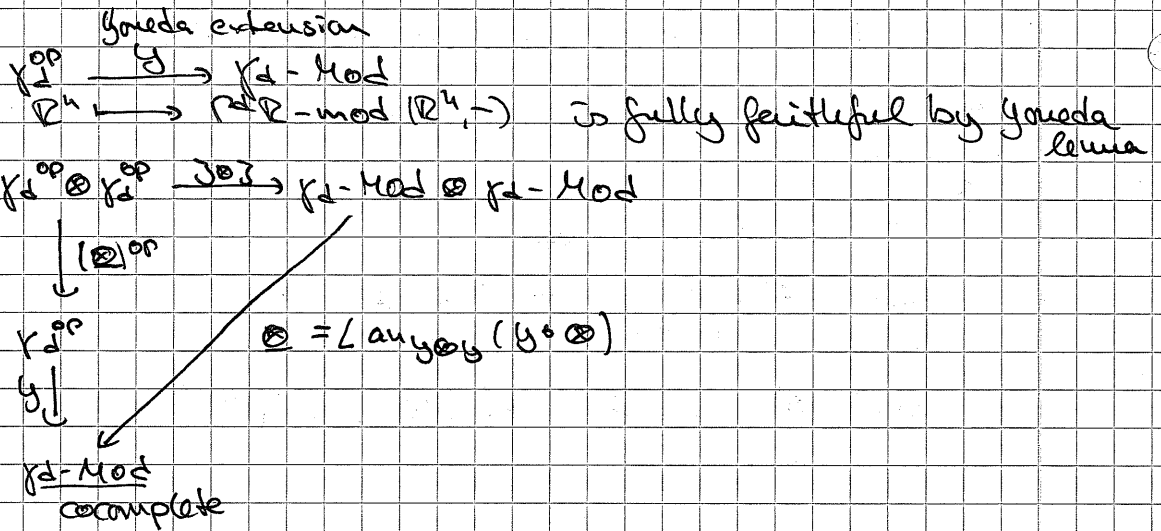 Yoneda extension
γd^op —y→ γd-Mod
R^n ⟼ Γ^d R-mod (R^n, -) is fully faithful by Yoneda
lemma
γd^op ⊗ γd^op —y⊗y→ γd-Mod ⊗ γd-Mod
(⊗)^op
γd^op
⊗ = Lan_{y⊗y} (y∘⊗)
y
γd-Mod
cocomplete